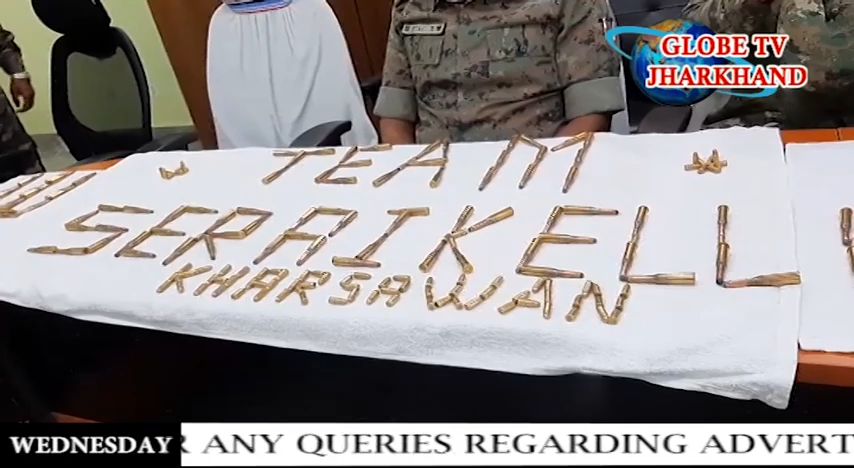 GLOBE TV
JHARKHAND
TEAM
SERAIKELL
KHARSAWAN
WEDNESDAY
R ANY QUERIES REGARDING ADVERT